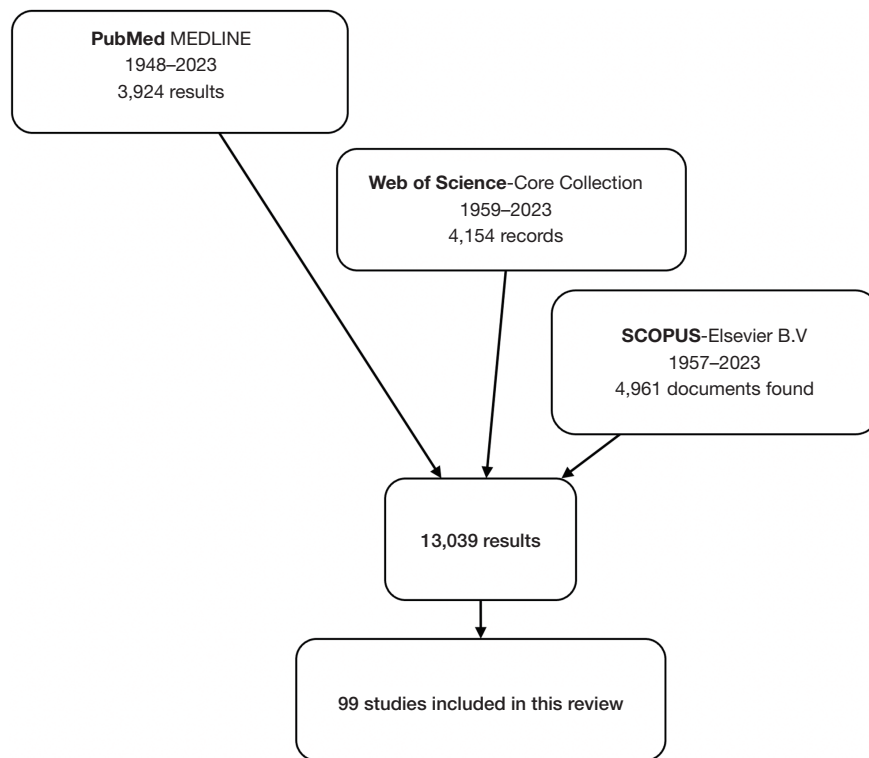 PubMed MEDLINE
1948–2023
3,924 results
Web of Science-Core Collection
1959–2023
4,154 records
SCOPUS-Elsevier B.V
1957–2023
4,961 documents found
13,039 results
99 studies included in this review